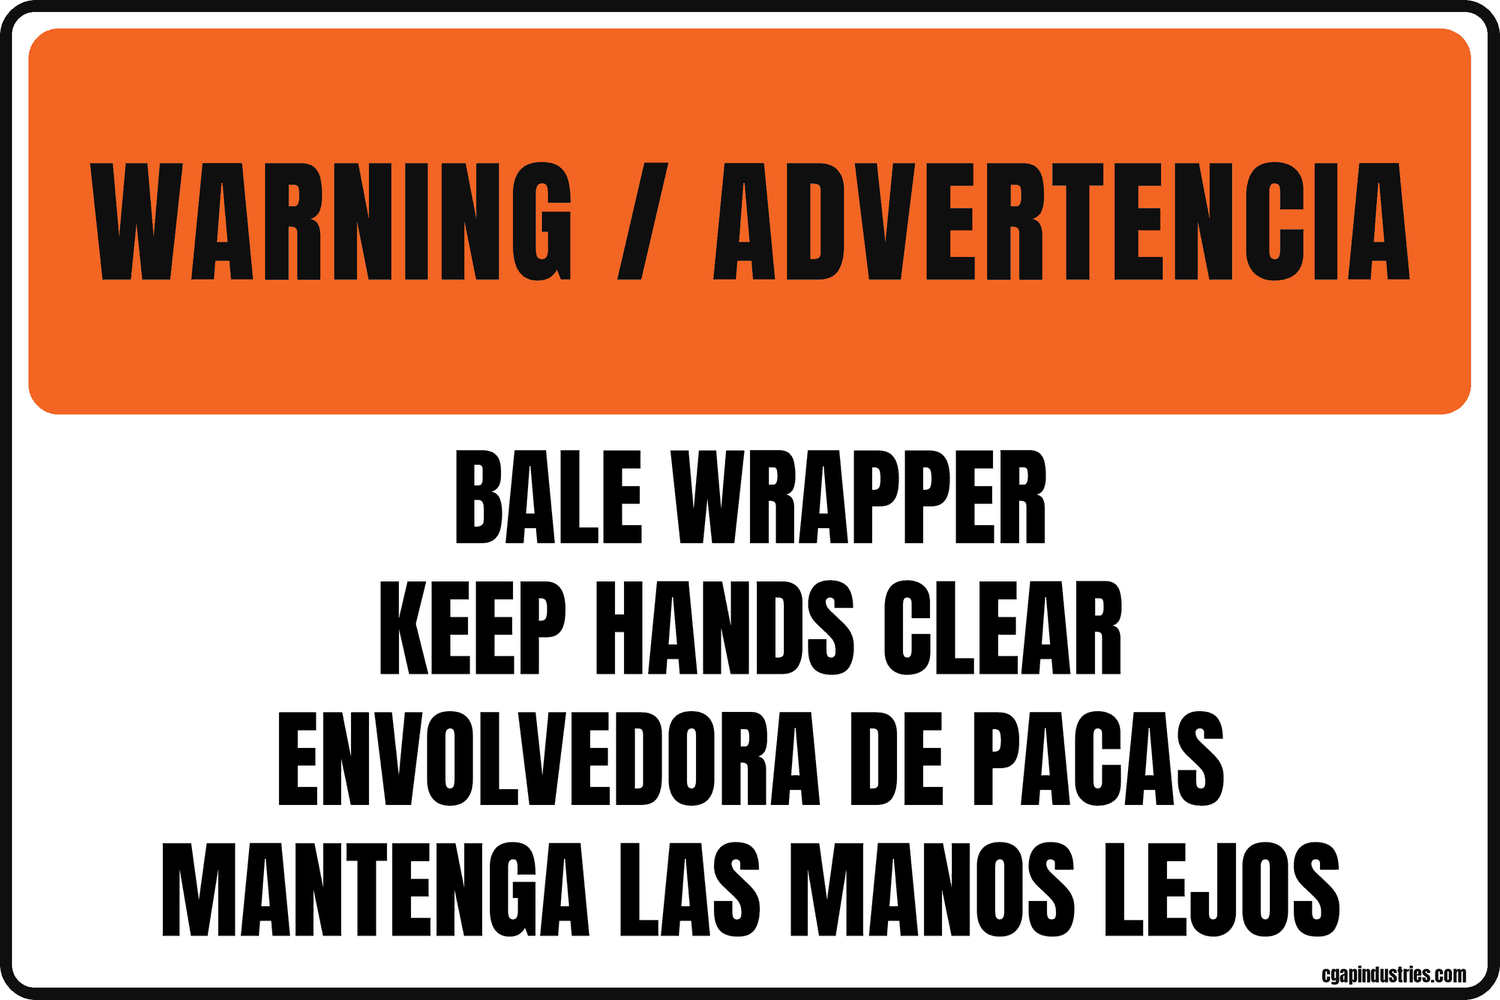 WARNING / ADVERTENCIA
BALE WRAPPER
KEEP HANDS CLEAR
ENVOLVEDORA DE PACAS
MANTENGA LAS MANOS LEJOS
cgapindustries.com